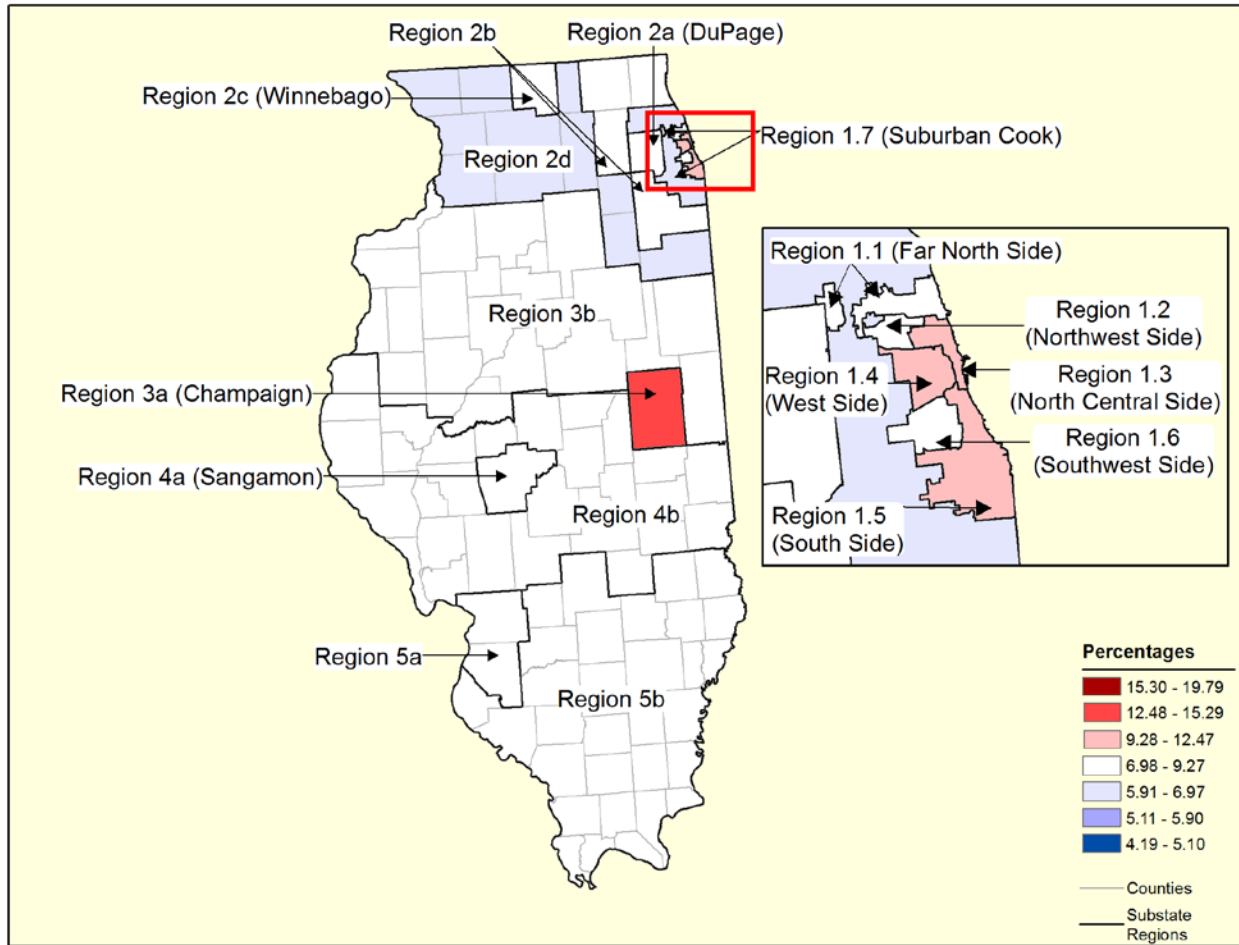 Region 2b
Region 2a (DuPage)
Region 2c (Winnebago)
Region 1.7 (Suburban Cook)
Region 2d
Region 1.1 (Far North Side)
Region 3b
Region 1.2
(Northwest Side)
Region 1.4
(West Side)
Region 1.3
(North Central Side)
Region 3a (Champaign)
Region 1.6
(Southwest Side)
Region 4a (Sangamon)
Region 4b
Region 1.5
(South Side)
Region 5a
Region 5b
Percentages
15.30 - 19.79
12.48 - 15.29
9.28 - 12.47
6.98 - 9.27
5.91 - 6.97
5.11 - 5.90
4.19 - 5.10
Counties
Substate
Regions